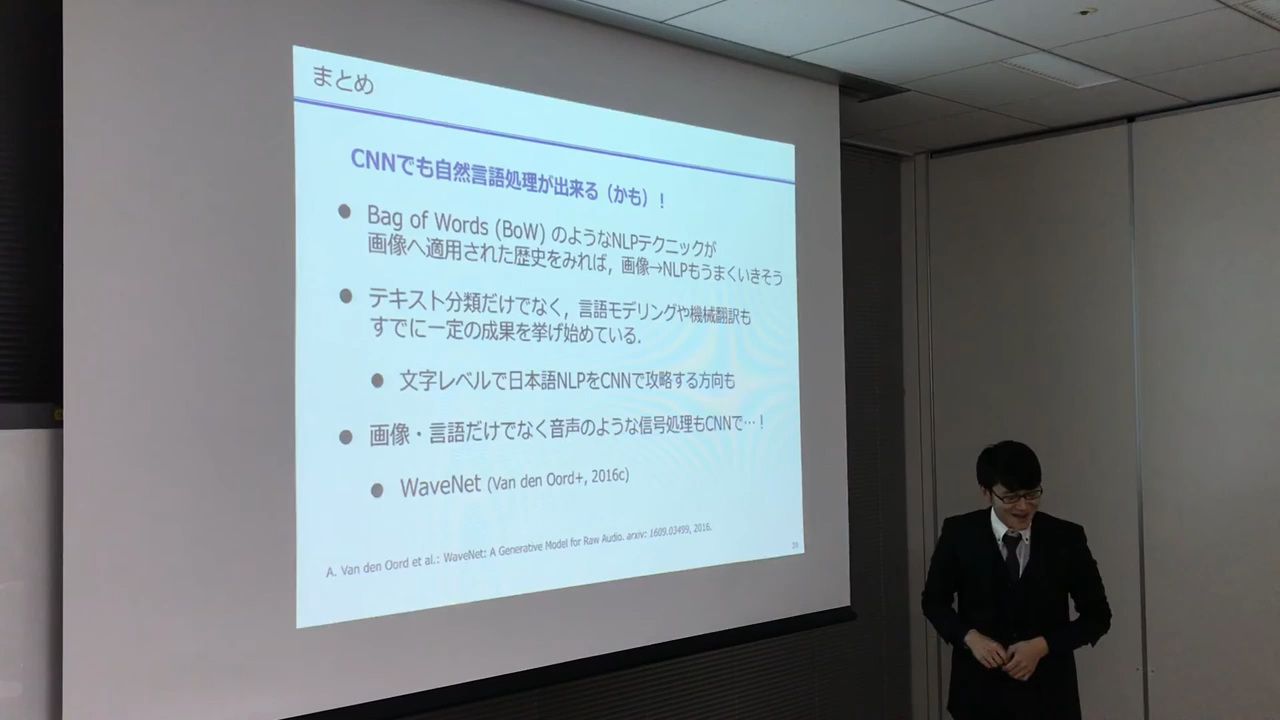 まとめ
CNNでも自然言語処理が出来る（かも）！
● Bag of Words (BoW) のようなNLPテクニックが
画像へ適用された歴史をみれば，画像→NLPもうまくいきそう
● テキスト分類だけでなく，言語モデリングや機械翻訳も
すでに一定の成果を挙げ始めている．
● 文字レベルで日本語NLPをCNNで攻略する方向も
● 画像・言語だけでなく音声のような信号処理もCNNで…！
● WaveNet (Van den Oord+, 2016c)
A. Van den Oord et al.: WaveNet: A Generative Model for Raw Audio. arxiv: 1609.03499, 2016.